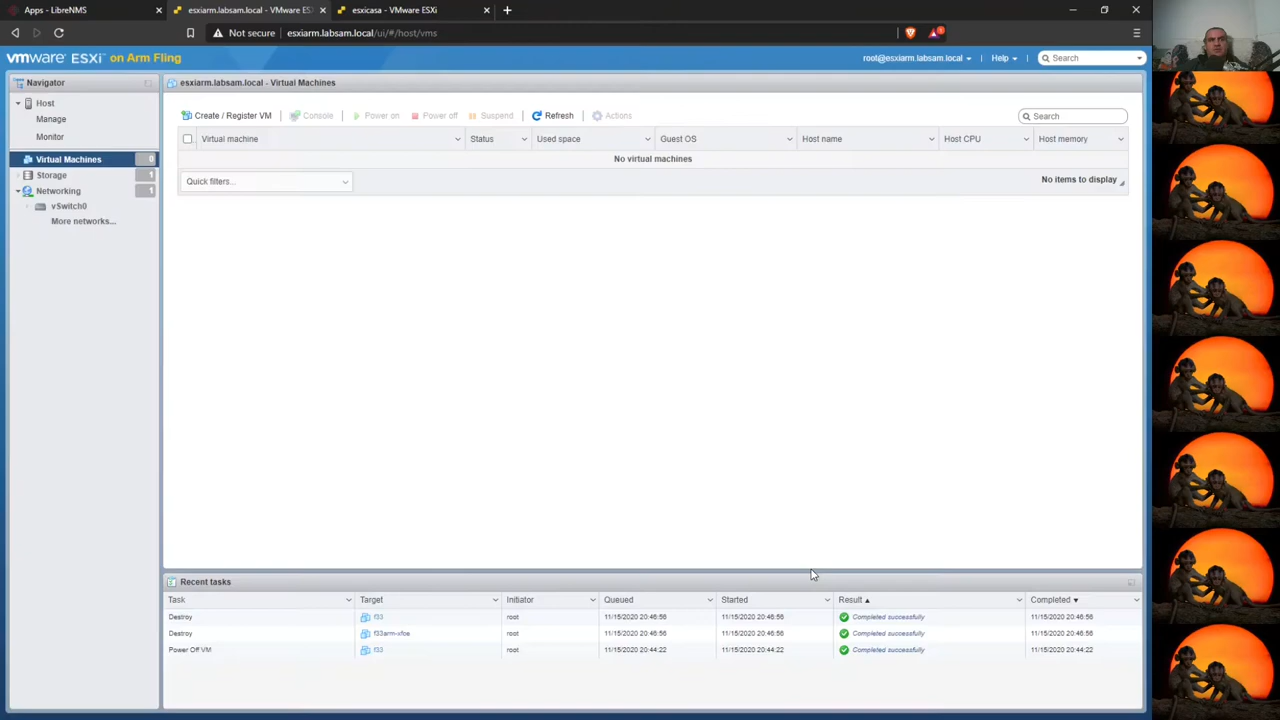 Apps - LibreNMS
esxiarm.labsam.local - VMware ES
esxicasa - VMware ESXi
Not secure
esxiarm.labsam.local/ui/#/host/vms
vmware ESXi on Arm Fling
root@esxiarm.labsam.local
Help
Search
Navigator
Host
Manage
Monitor
Virtual Machines 0
Storage 1
Networking 1
vSwitch0
More networks...
esxiarm.labsam.local - Virtual Machines
Create / Register VM
Console
Power on
Power off
Suspend
Refresh
Actions
Search
Virtual machine
Status
Used space
Guest OS
Host name
Host CPU
Host memory
No virtual machines
Quick filters...
No items to display
Recent tasks
Task Target Initiator Queued Started Result Completed
Destroy f33 root 11/15/2020 20:46:56 11/15/2020 20:46:56 Completed successfully 11/15/2020 20:46:56
Destroy f33arm-xfce root 11/15/2020 20:46:56 11/15/2020 20:46:56 Completed successfully 11/15/2020 20:46:56
Power Off VM f33 root 11/15/2020 20:44:22 11/15/2020 20:44:22 Completed successfully 11/15/2020 20:44:22